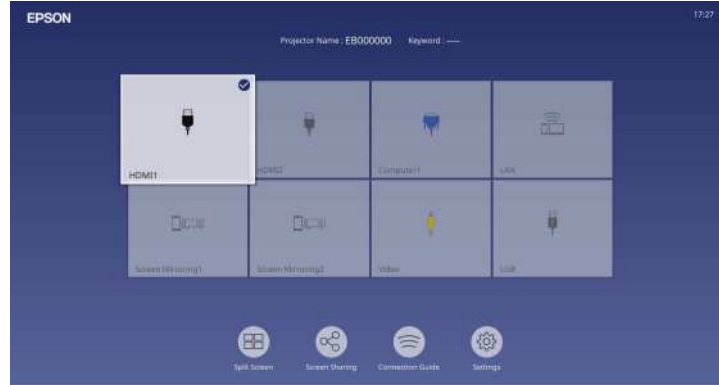 EPSON
17:27
Projector Name : EB000000 Keyword : ----
HDMI1
HDMI2
Computer1
LAN
Screen Mirroring1
Screen Mirroring2
Video
USB
Split Screen
Screen Sharing
Connection Guide
Settings